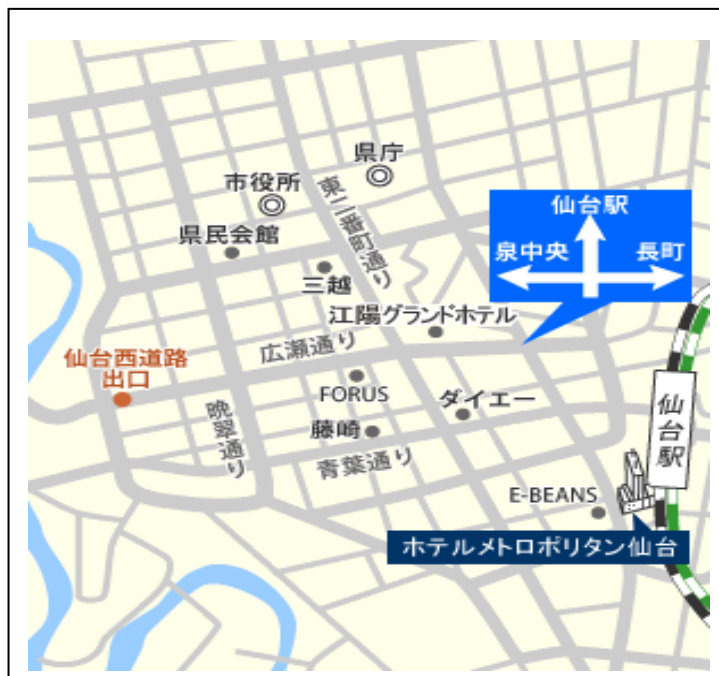 県庁
市役所
東二番町通り
仙台駅
県民会館
泉中央
長町
三越
江陽グランドホテル
広瀬通り
仙台西道路
出口
FORUS
ダイエー
仙台駅
晩翠通り
藤崎
青葉通り
E-BEANS
ホテルメトロポリタン仙台